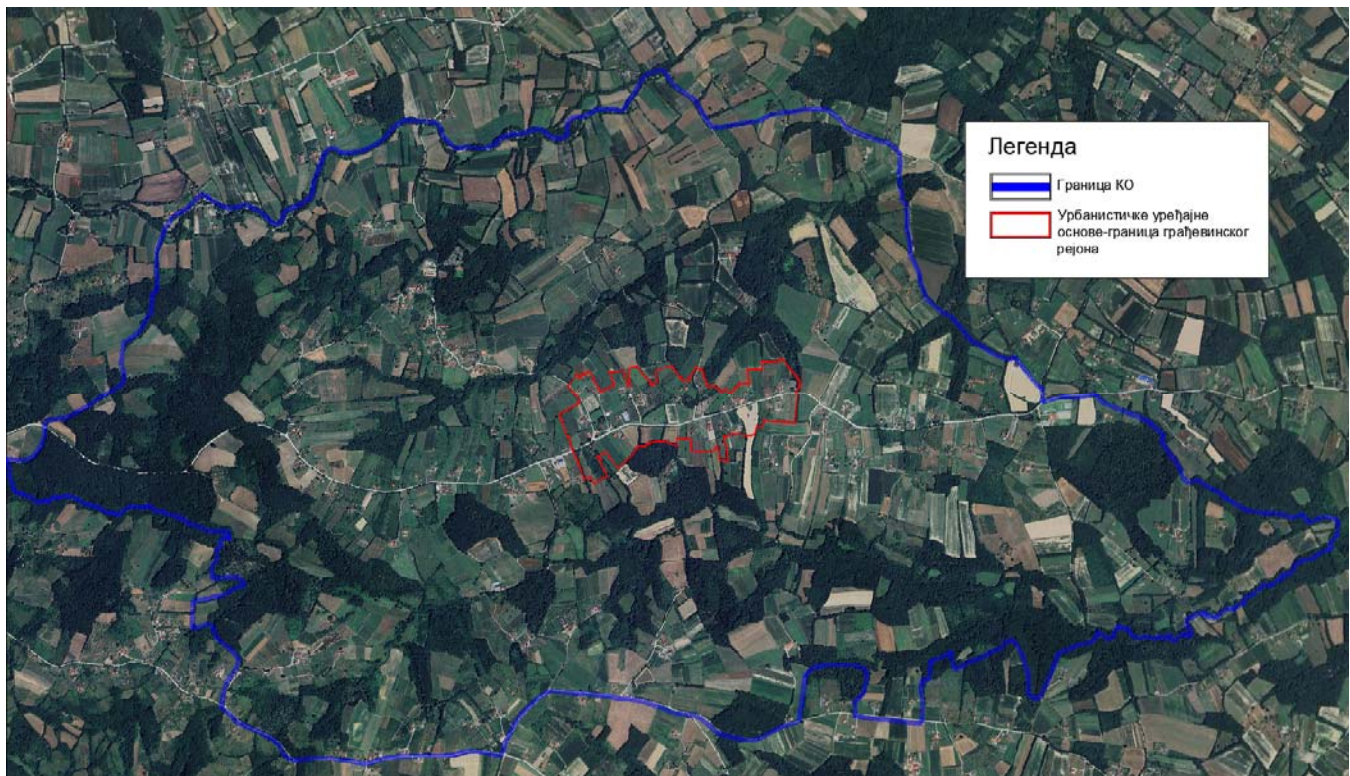 Легенда
Граница КО
Урбанистичке уређајне
основе-граница грађевинског
рејона